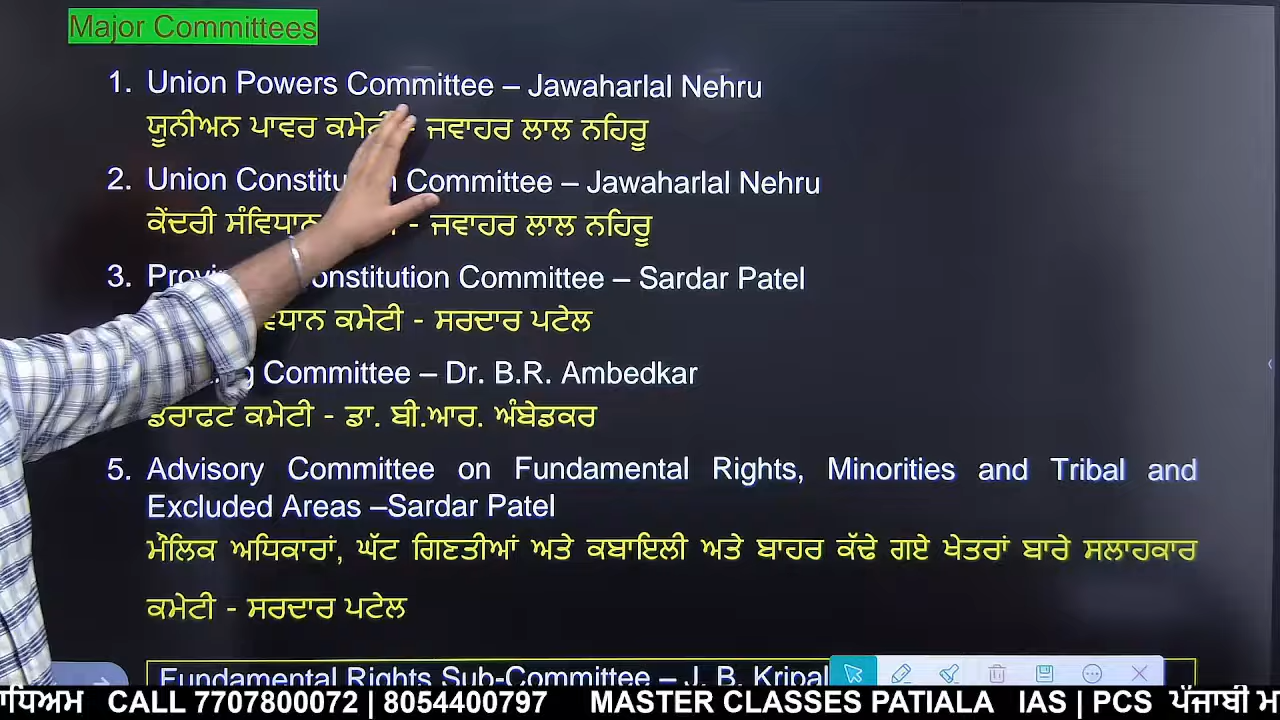 Major Committees
1. Union Powers Committee – Jawaharlal Nehru
ਯੂਨੀਅਨ ਪਾਵਰ - ਜਵਾਹਰ ਲਾਲ ਨਹਿਰੂ
2. Union Committee – Jawaharlal Nehru
ਕੇਂਦਰੀ ਸੰਵਿਧਾਨ - ਜਵਾਹਰ ਲਾਲ ਨਹਿਰੂ
3. Constitution Committee – Sardar Patel
ਕਮੇਟੀ - ਸਰਦਾਰ ਪਟੇਲ
Committee – Dr. B.R. Ambedkar
ਡਰਾਫਟ ਕਮੇਟੀ - ਡਾ. ਬੀ.ਆਰ. ਅੰਬੇਡਕਰ
5. Advisory Committee on Fundamental Rights, Minorities and Tribal and
Excluded Areas –Sardar Patel
ਮੌਲਿਕ ਅਧਿਕਾਰਾਂ, ਘੱਟ ਗਿਣਤੀਆਂ ਅਤੇ ਕਬਾਇਲੀ ਅਤੇ ਬਾਹਰ ਕੱਢੇ ਗਏ ਖੇਤਰਾਂ ਬਾਰੇ ਸਲਾਹਕਾਰ
ਕਮੇਟੀ - ਸਰਦਾਰ ਪਟੇਲ
Fundamental Rights Sub-Committee – J. B. Kripal
ਾਧਿਅਮ CALL 7707800072 | 8054400797 MASTER CLASSES PATIALA IAS | PCS ਪੰਜਾਬੀ ਮ